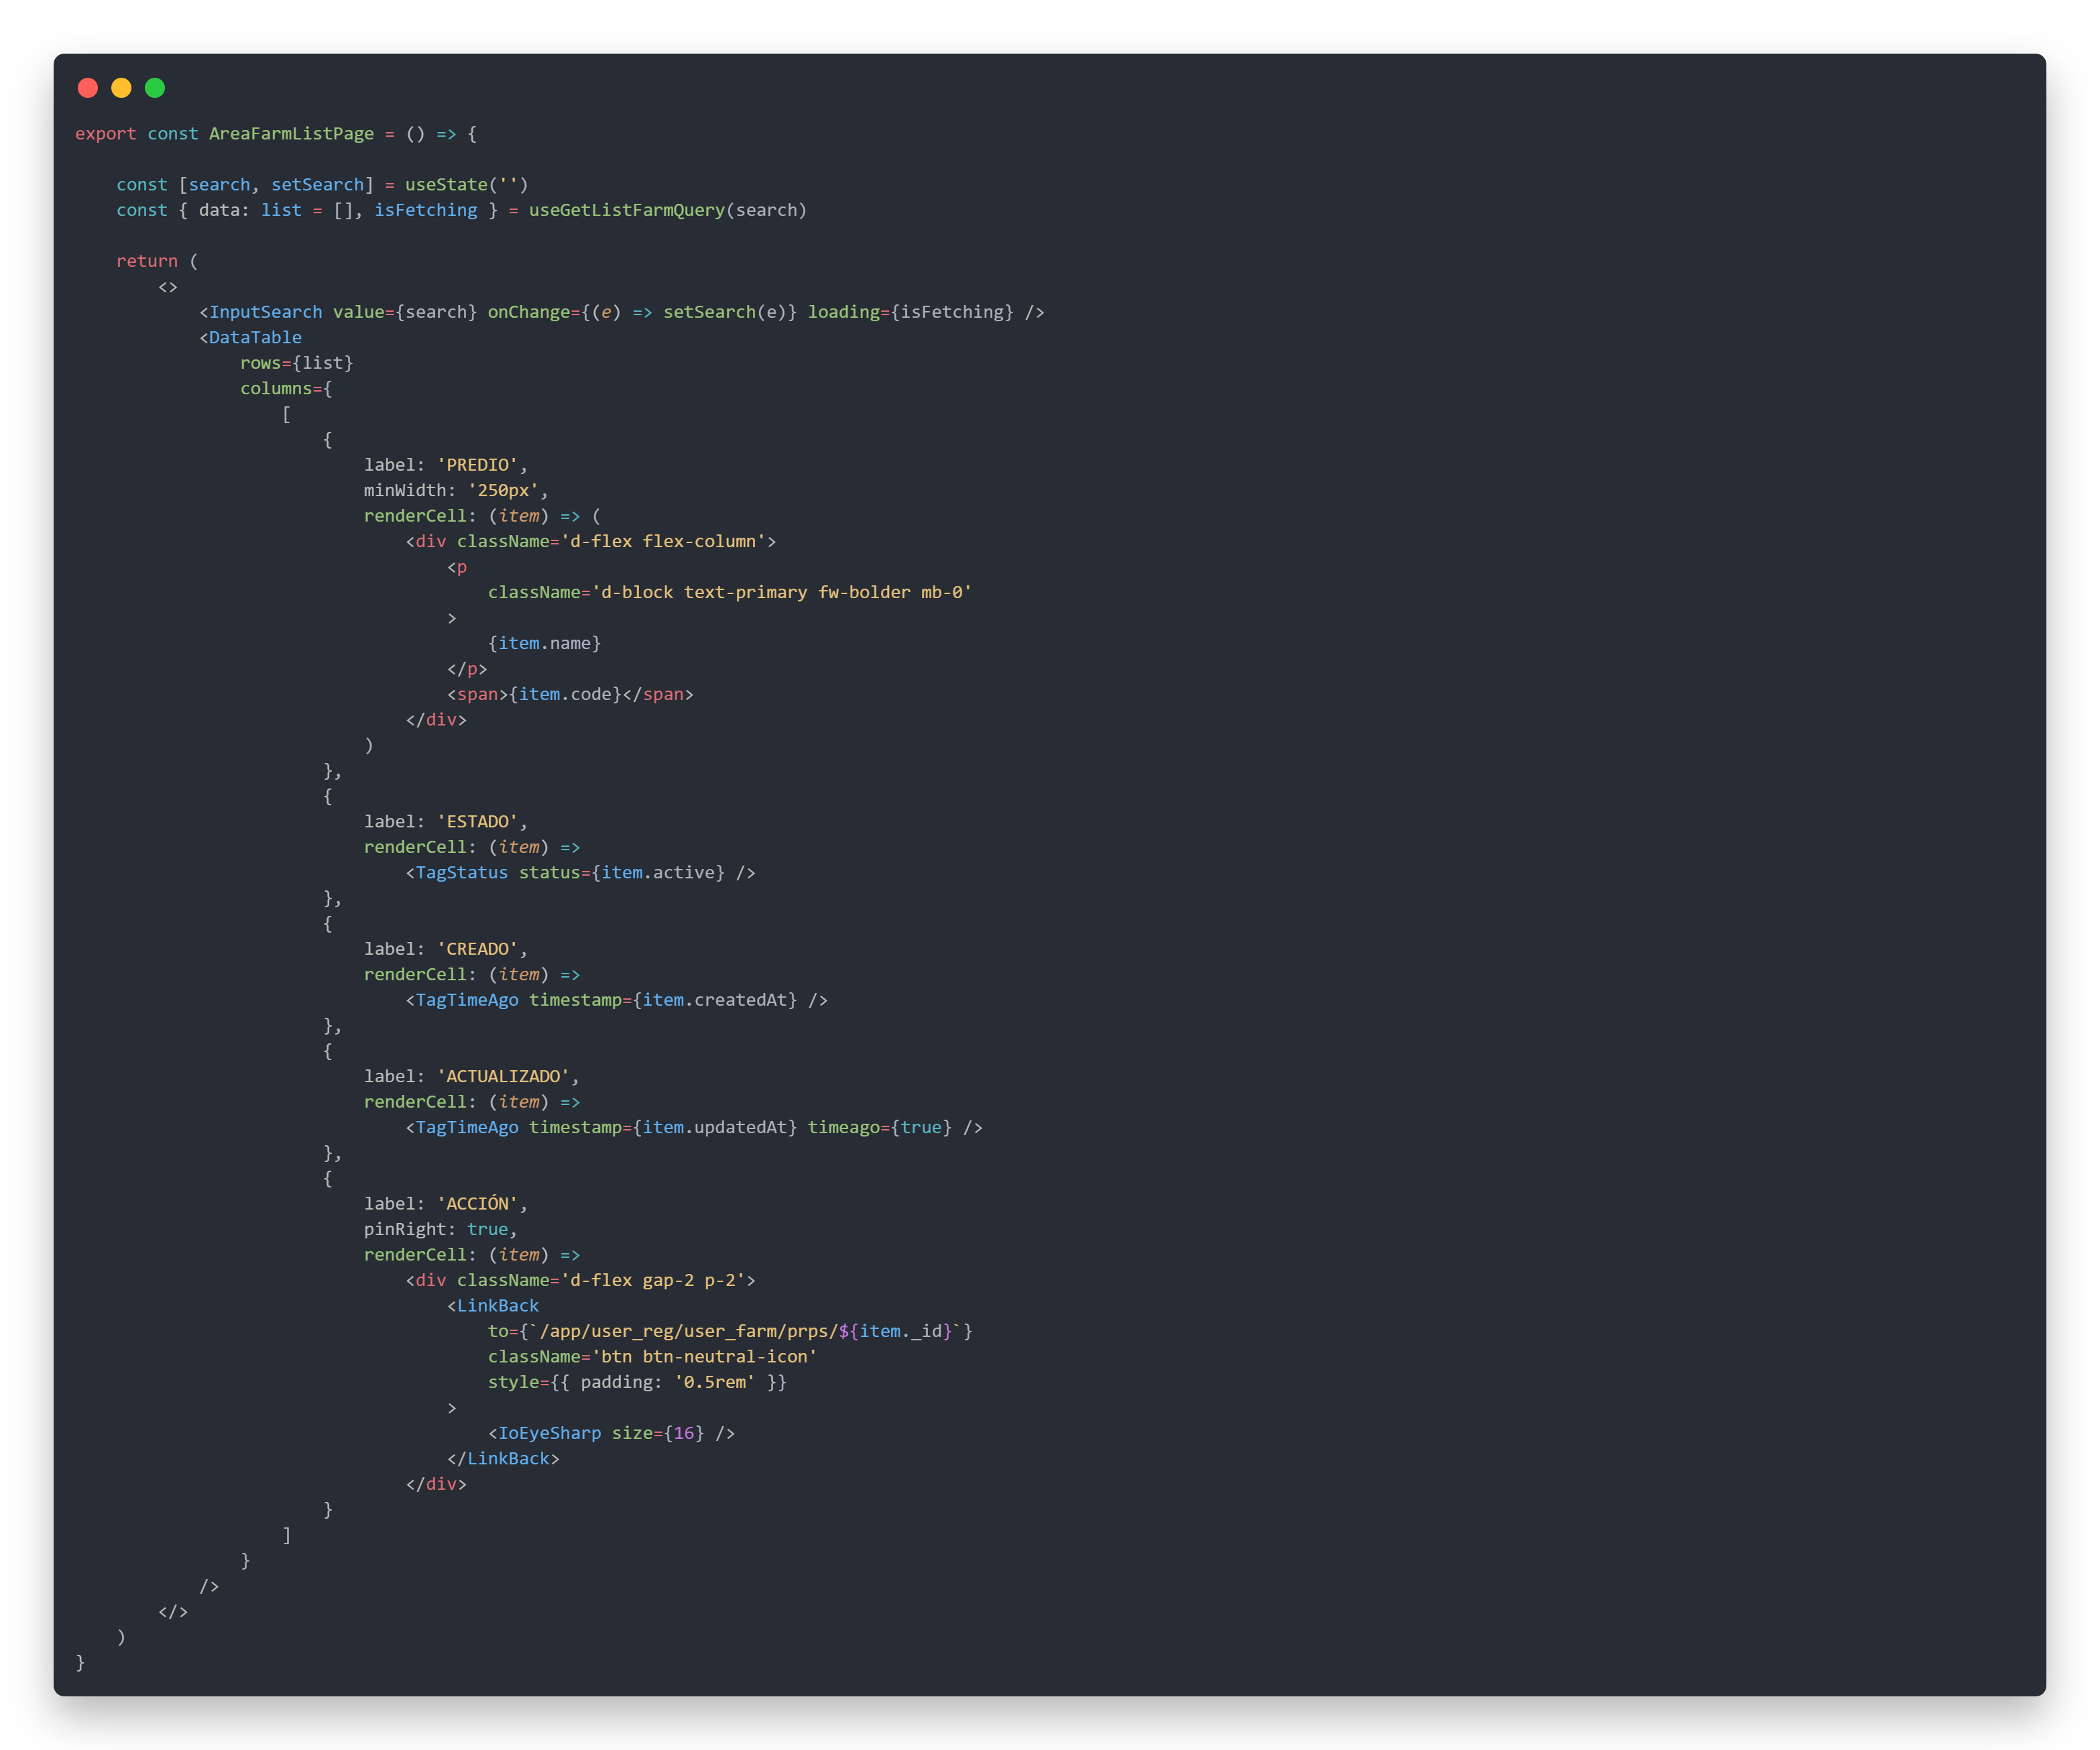 export const AreaFarmListPage = () => {
const [search, setSearch] = useState('')
const { data: list = [], isFetching } = useGetListFarmQuery(search)
return (
<>
<InputSearch value={search} onChange={(e) => setSearch(e)} loading={isFetching} />
<DataTable
rows={list}
columns={
[
{
label: 'PREDIO',
minWidth: '250px',
renderCell: (item) => (
<div className='d-flex flex-column'>
<p
className='d-block text-primary fw-bolder mb-0'
>
{item.name}
</p>
<span>{item.code}</span>
</div>
)
},
{
label: 'ESTADO',
renderCell: (item) =>
<TagStatus status={item.active} />
},
{
label: 'CREADO',
renderCell: (item) =>
<TagTimeAgo timestamp={item.createdAt} />
},
{
label: 'ACTUALIZADO',
renderCell: (item) =>
<TagTimeAgo timestamp={item.updatedAt} timeago={true} />
},
{
label: 'ACCIÓN',
pinRight: true,
renderCell: (item) =>
<div className='d-flex gap-2 p-2'>
<LinkBack
to={`/app/user_reg/user_farm/prps/${item._id}`}
className='btn btn-neutral-icon'
style={{ padding: '0.5rem' }}
>
<IoEyeSharp size={16} />
</LinkBack>
</div>
}
]
}
/>
</>
)
}